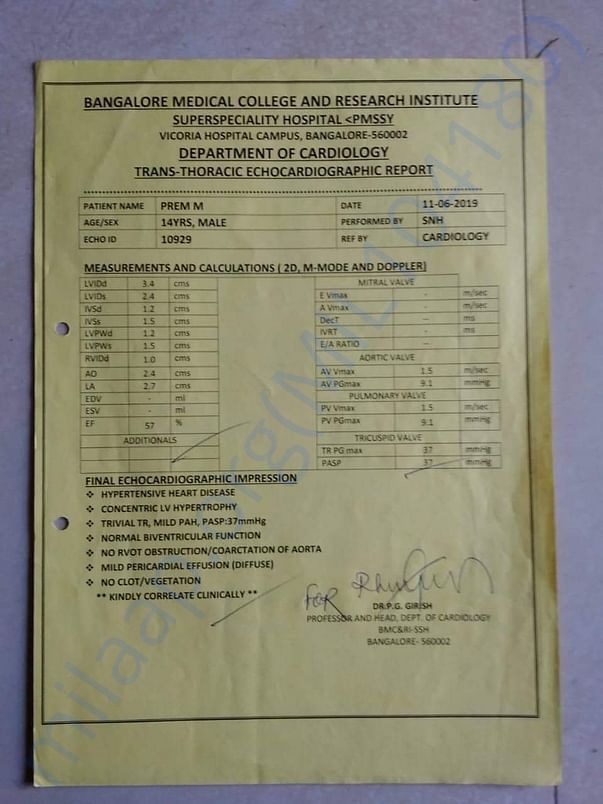 BANGALORE MEDICAL COLLEGE AND RESEARCH INSTITUTE
SUPERSPECIALITY HOSPITAL <PMSSY
VICORIA HOSPITAL CAMPUS, BANGALORE-560002
DEPARTMENT OF CARDIOLOGY
TRANS-THORACIC ECHOCARDIOGRAPHIC REPORT
PATIENT NAME PREM M DATE 11-06-2019
AGE/SEX 14YRS, MALE PERFORMED BY SNH
ECHO ID 10929 REF BY CARDIOLOGY
MEASUREMENTS AND CALCULATIONS ( 2D, M-MODE AND DOPPLER)
LVIDd 3.4 cms
LVIDs 2.4 cms
IVSd 1.2 cms
IVSs 1.5 cms
LVPWd 1.2 cms
LVPWs 1.5 cms
RVIDd 1.0 cms
AO 2.4 cms
LA 2.7 cms
EDV - ml
ESV - ml
EF 57 %
ADDITIONALS
MITRAL VALVE
E Vmax - m/sec
A Vmax - m/sec
DecT -- ms
IVRT -- ms
E/A RATIO --
AORTIC VALVE
AV Vmax 1.5 m/sec
AV PGmax 9.1 mmHg
PULMONARY VALVE
PV Vmax 1.5 m/sec
PV PGmax 9.1 mmHg
TRICUSPID VALVE
TR PG max 37 mmHg
PASP 37 mmHg
FINAL ECHOCARDIOGRAPHIC IMPRESSION
❖ HYPERTENSIVE HEART DISEASE
❖ CONCENTRIC LV HYPERTROPHY
❖ TRIVIAL TR, MILD PAH, PASP:37mmHg
❖ NORMAL BIVENTRICULAR FUNCTION
❖ NO RVOT OBSTRUCTION/COARCTATION OF AORTA
❖ MILD PERICARDIAL EFFUSION (DIFFUSE)
❖ NO CLOT/VEGETATION
** KINDLY CORRELATE CLINICALLY **
FOR
DR.P.G. GIRISH
PROFESSOR AND HEAD, DEPT. OF CARDIOLOGY
BMC&RI-SSH
BANGALORE- 560002